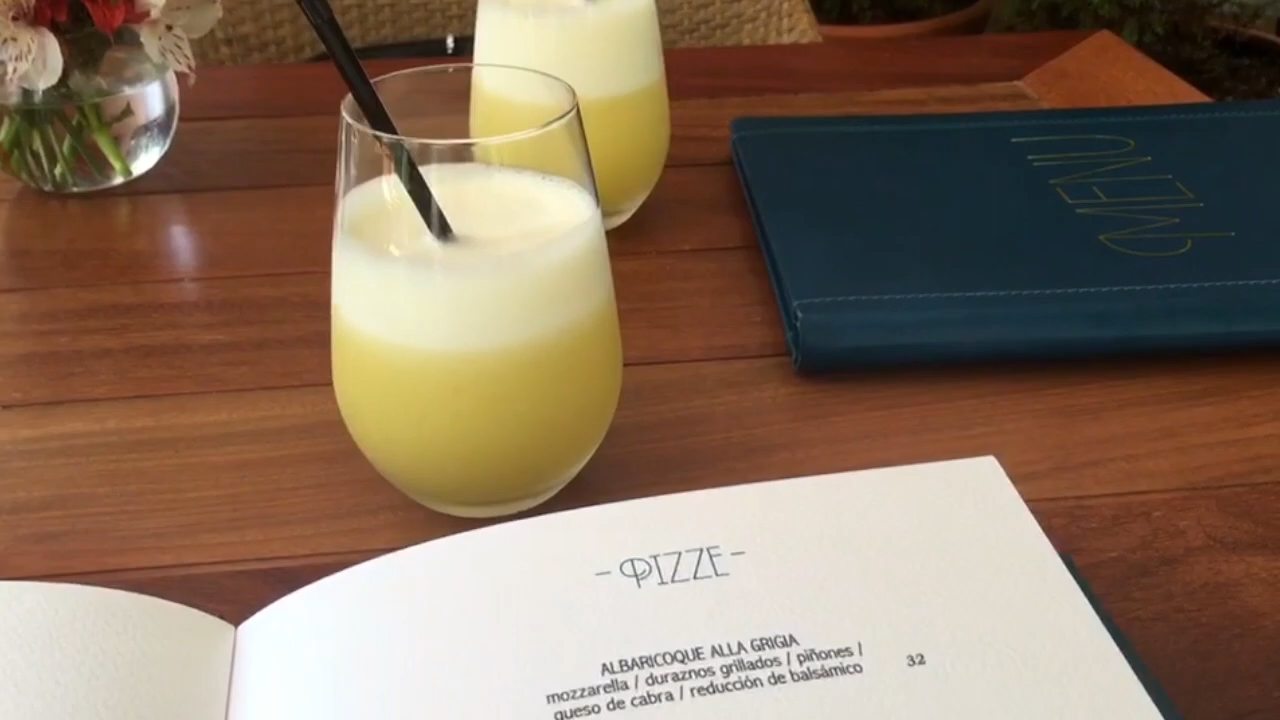 MENU
- PIZZE -
ALBARICOQUE ALLA GRIGIA
mozzarella / duraznos grillados / piñones /
queso de cabra / reducción de balsámico
32